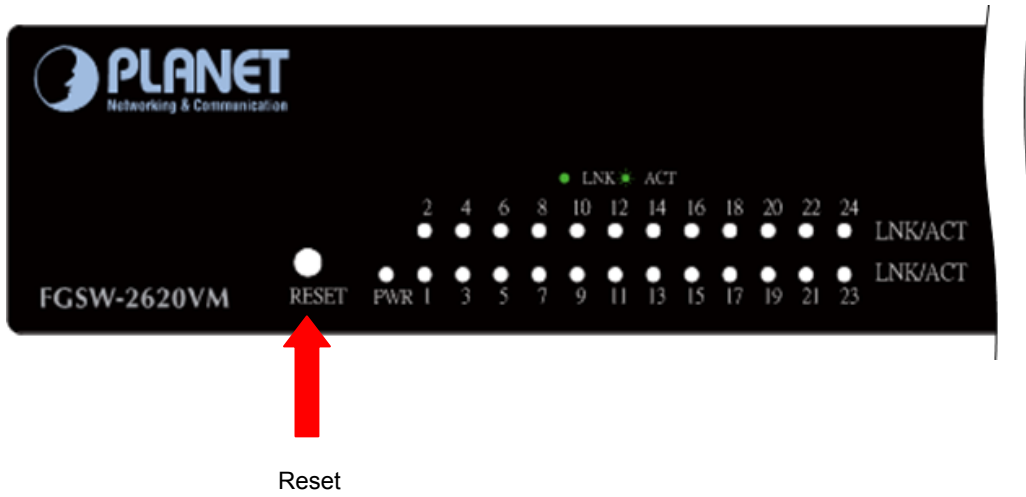 PLANET
Networking & Communication
LNK ACT
2 4 6 8 10 12 14 16 18 20 22 24
LNK/ACT
LNK/ACT
FGSW-2620VM
RESET
PWR 1 3 5 7 9 11 13 15 17 19 21 23
Reset